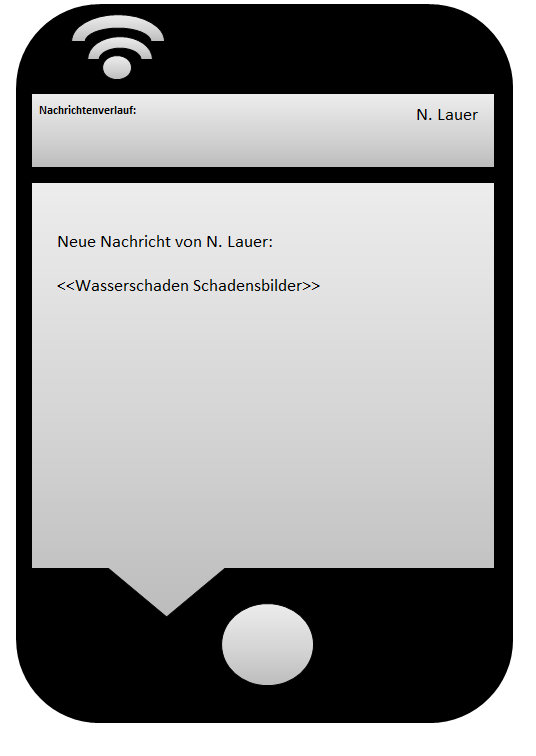 Nachrichtenverlauf:
N. Lauer
Neue Nachricht von N. Lauer:
<<Wasserschaden Schadensbilder>>